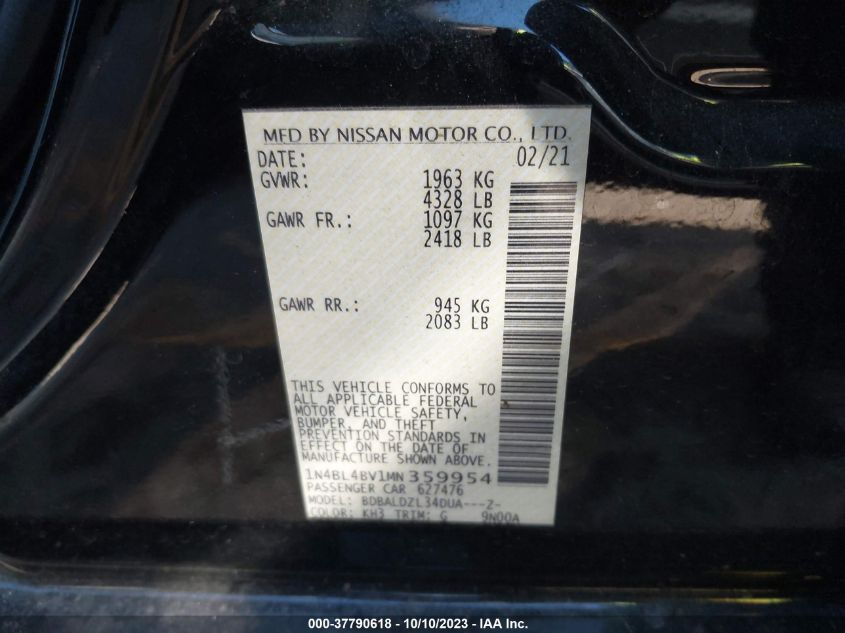 MFD BY NISSAN MOTOR CO., LTD.
DATE: 02/21
GVWR: 1963 KG
4328 LB
GAWR FR.: 1097 KG
2418 LB
GAWR RR.: 945 KG
2083 LB
THIS VEHICLE CONFORMS TO
ALL APPLICABLE FEDERAL
MOTOR VEHICLE SAFETY,
BUMPER, AND THEFT
PREVENTION STANDARDS IN
EFFECT ON THE DATE OF
MANUFACTURE SHOWN ABOVE.
1N4BL4BV1MN359954
PASSENGER CAR 627476
MODEL: BDBALDZL34DUA---Z-
COLOR: KH3 TRIM: G 9N00A
000-37790618 - 10/10/2023 - IAA Inc.